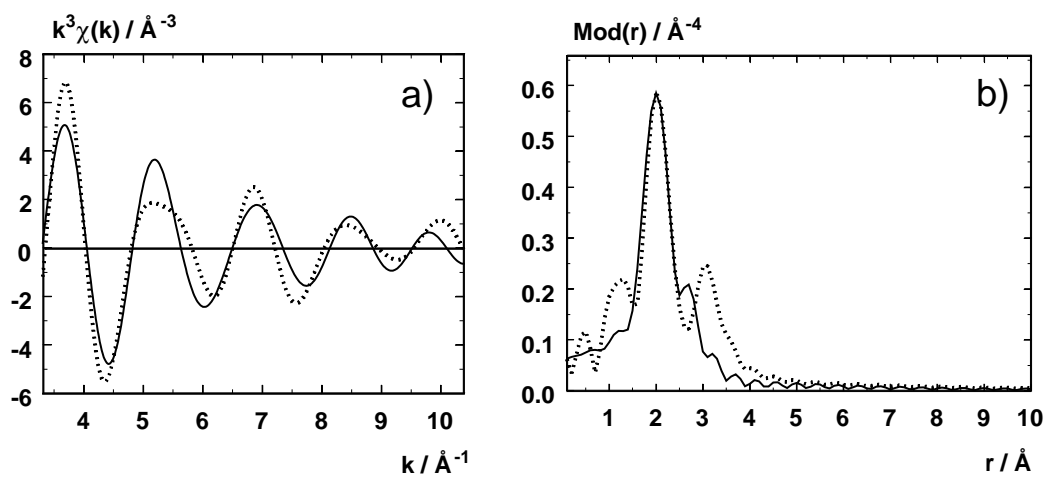 k³χ(k) / Å⁻³
a)
8
6
4
2
0
-2
-4
-6
4 5 6 7 8 9 10
k / Å⁻¹
Mod(r) / Å⁻⁴
b)
0.6
0.5
0.4
0.3
0.2
0.1
0.0
1 2 3 4 5 6 7 8 9 10
r / Å